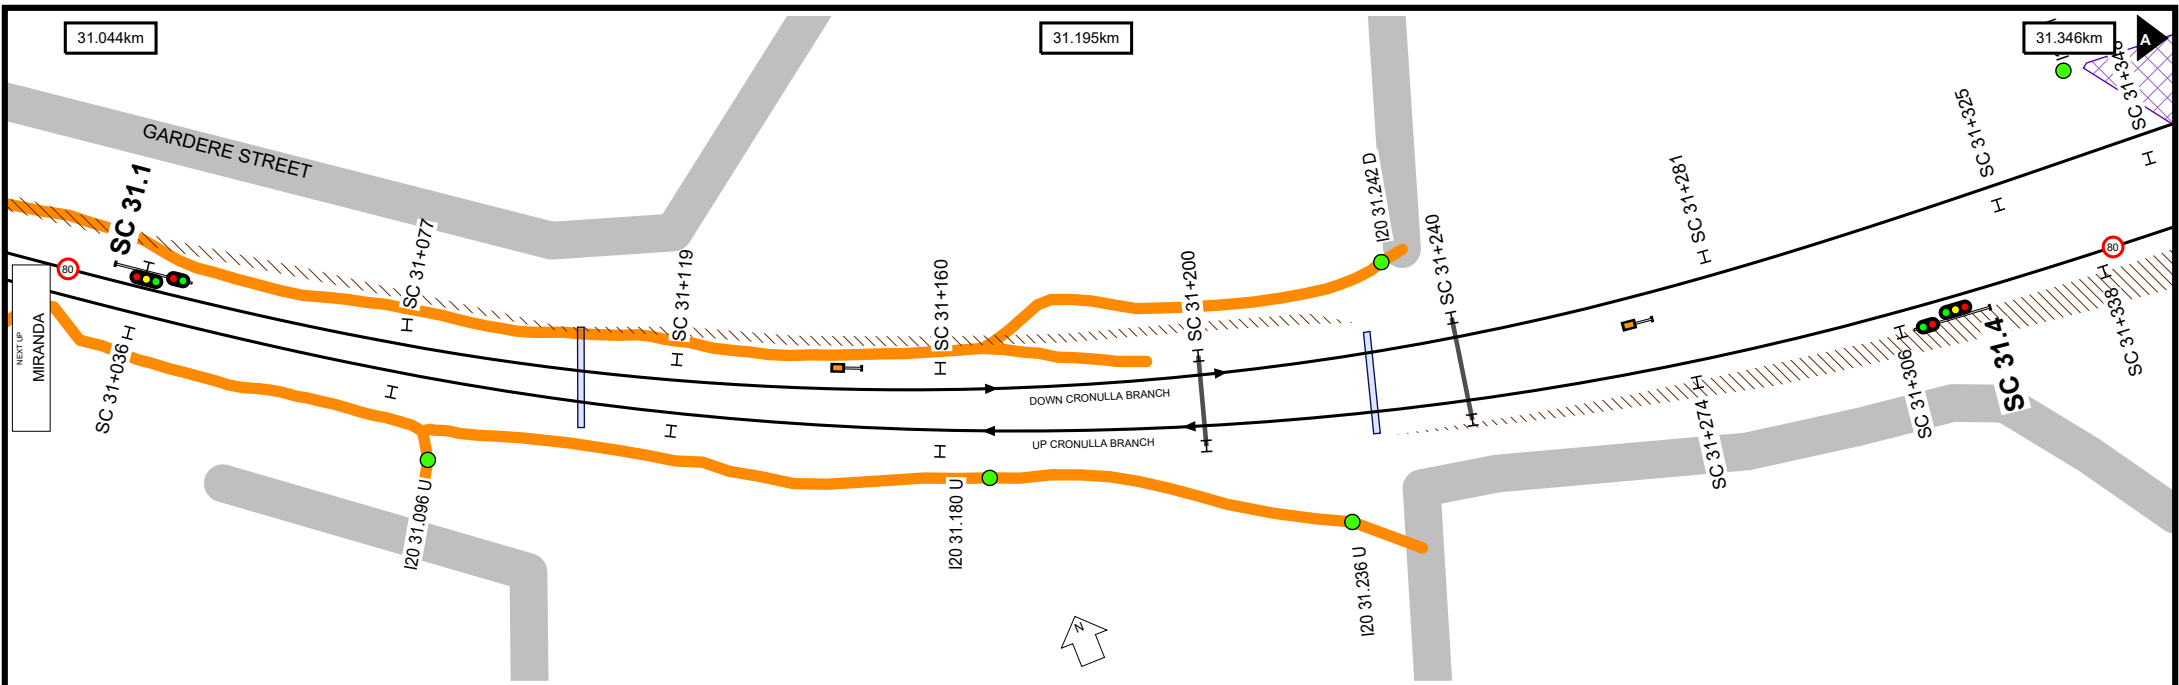 31.044km
31.195km
31.346km
A
GARDERE STREET
SC 31.1
80
NEXT UP
MIRANDA
SC 31+036
SC 31+077
SC 31+119
SC 31+160
SC 31+200
I20 31.242 D
SC 31+240
SC 31+281
SC 31+325
SC 31+348
80
DOWN CRONULLA BRANCH
UP CRONULLA BRANCH
I20 31.096 U
I20 31.180 U
I20 31.236 U
SC 31+274
SC 31+306
SC 31.4
SC 31+338
N